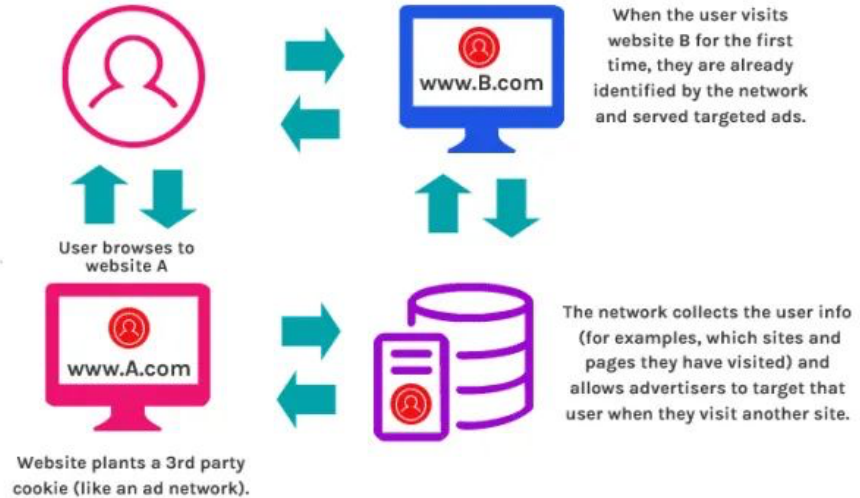 When the user visits
website B for the first
time, they are already
identified by the network
and served targeted ads.
www.B.com
User browses to
website A
www.A.com
The network collects the user info
(for examples, which sites and
pages they have visited) and
allows advertisers to target that
user when they visit another site.
Website plants a 3rd party
cookie (like an ad network).